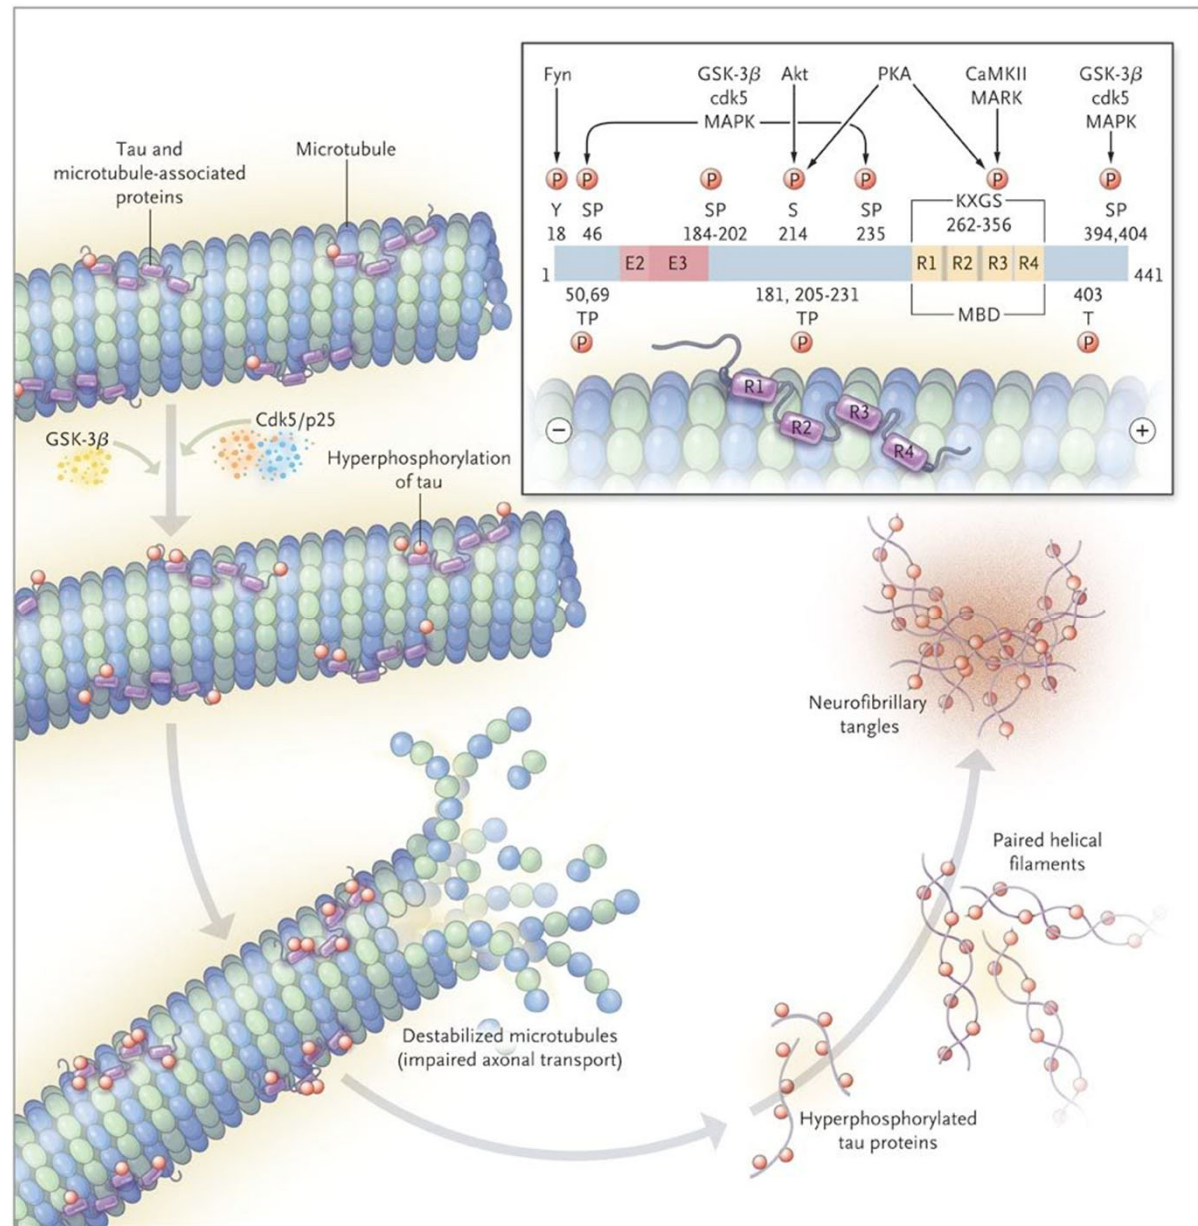 Fyn
GSK-3β
cdk5
MAPK
Akt
PKA
CaMKII
MARK
GSK-3β
cdk5
MAPK
P P P P P P P
Y
18
SP
46
SP
184-202
S
214
SP
235
KXGS
262-356
SP
394,404
1
E2 E3
R1 R2 R3 R4
441
50,69
TP
P
181, 205-231
TP
P
MBD
403
T
P
R1
R2
R3
R4
−
+
Tau and
microtubule-associated
proteins
Microtubule
GSK-3β
Cdk5/p25
Hyperphosphorylation
of tau
Neurofibrillary
tangles
Paired helical
filaments
Destabilized microtubules
(impaired axonal transport)
Hyperphosphorylated
tau proteins